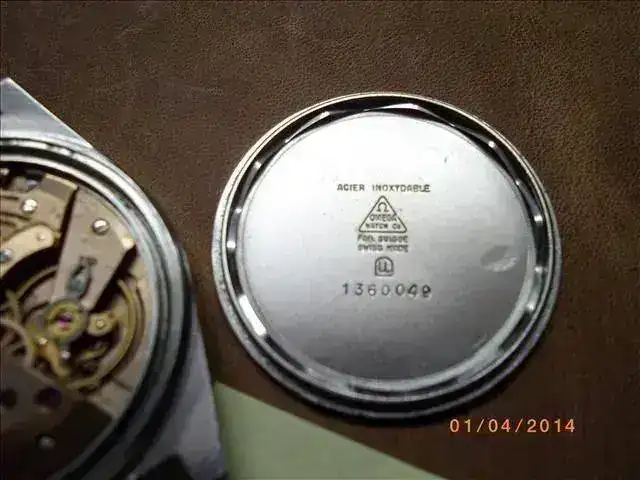 ACIER INOXYDABLE
Ω
OMEGA
WATCH Co
FAB. SUISSE
SWISS MADE
1360049
01/04/2014